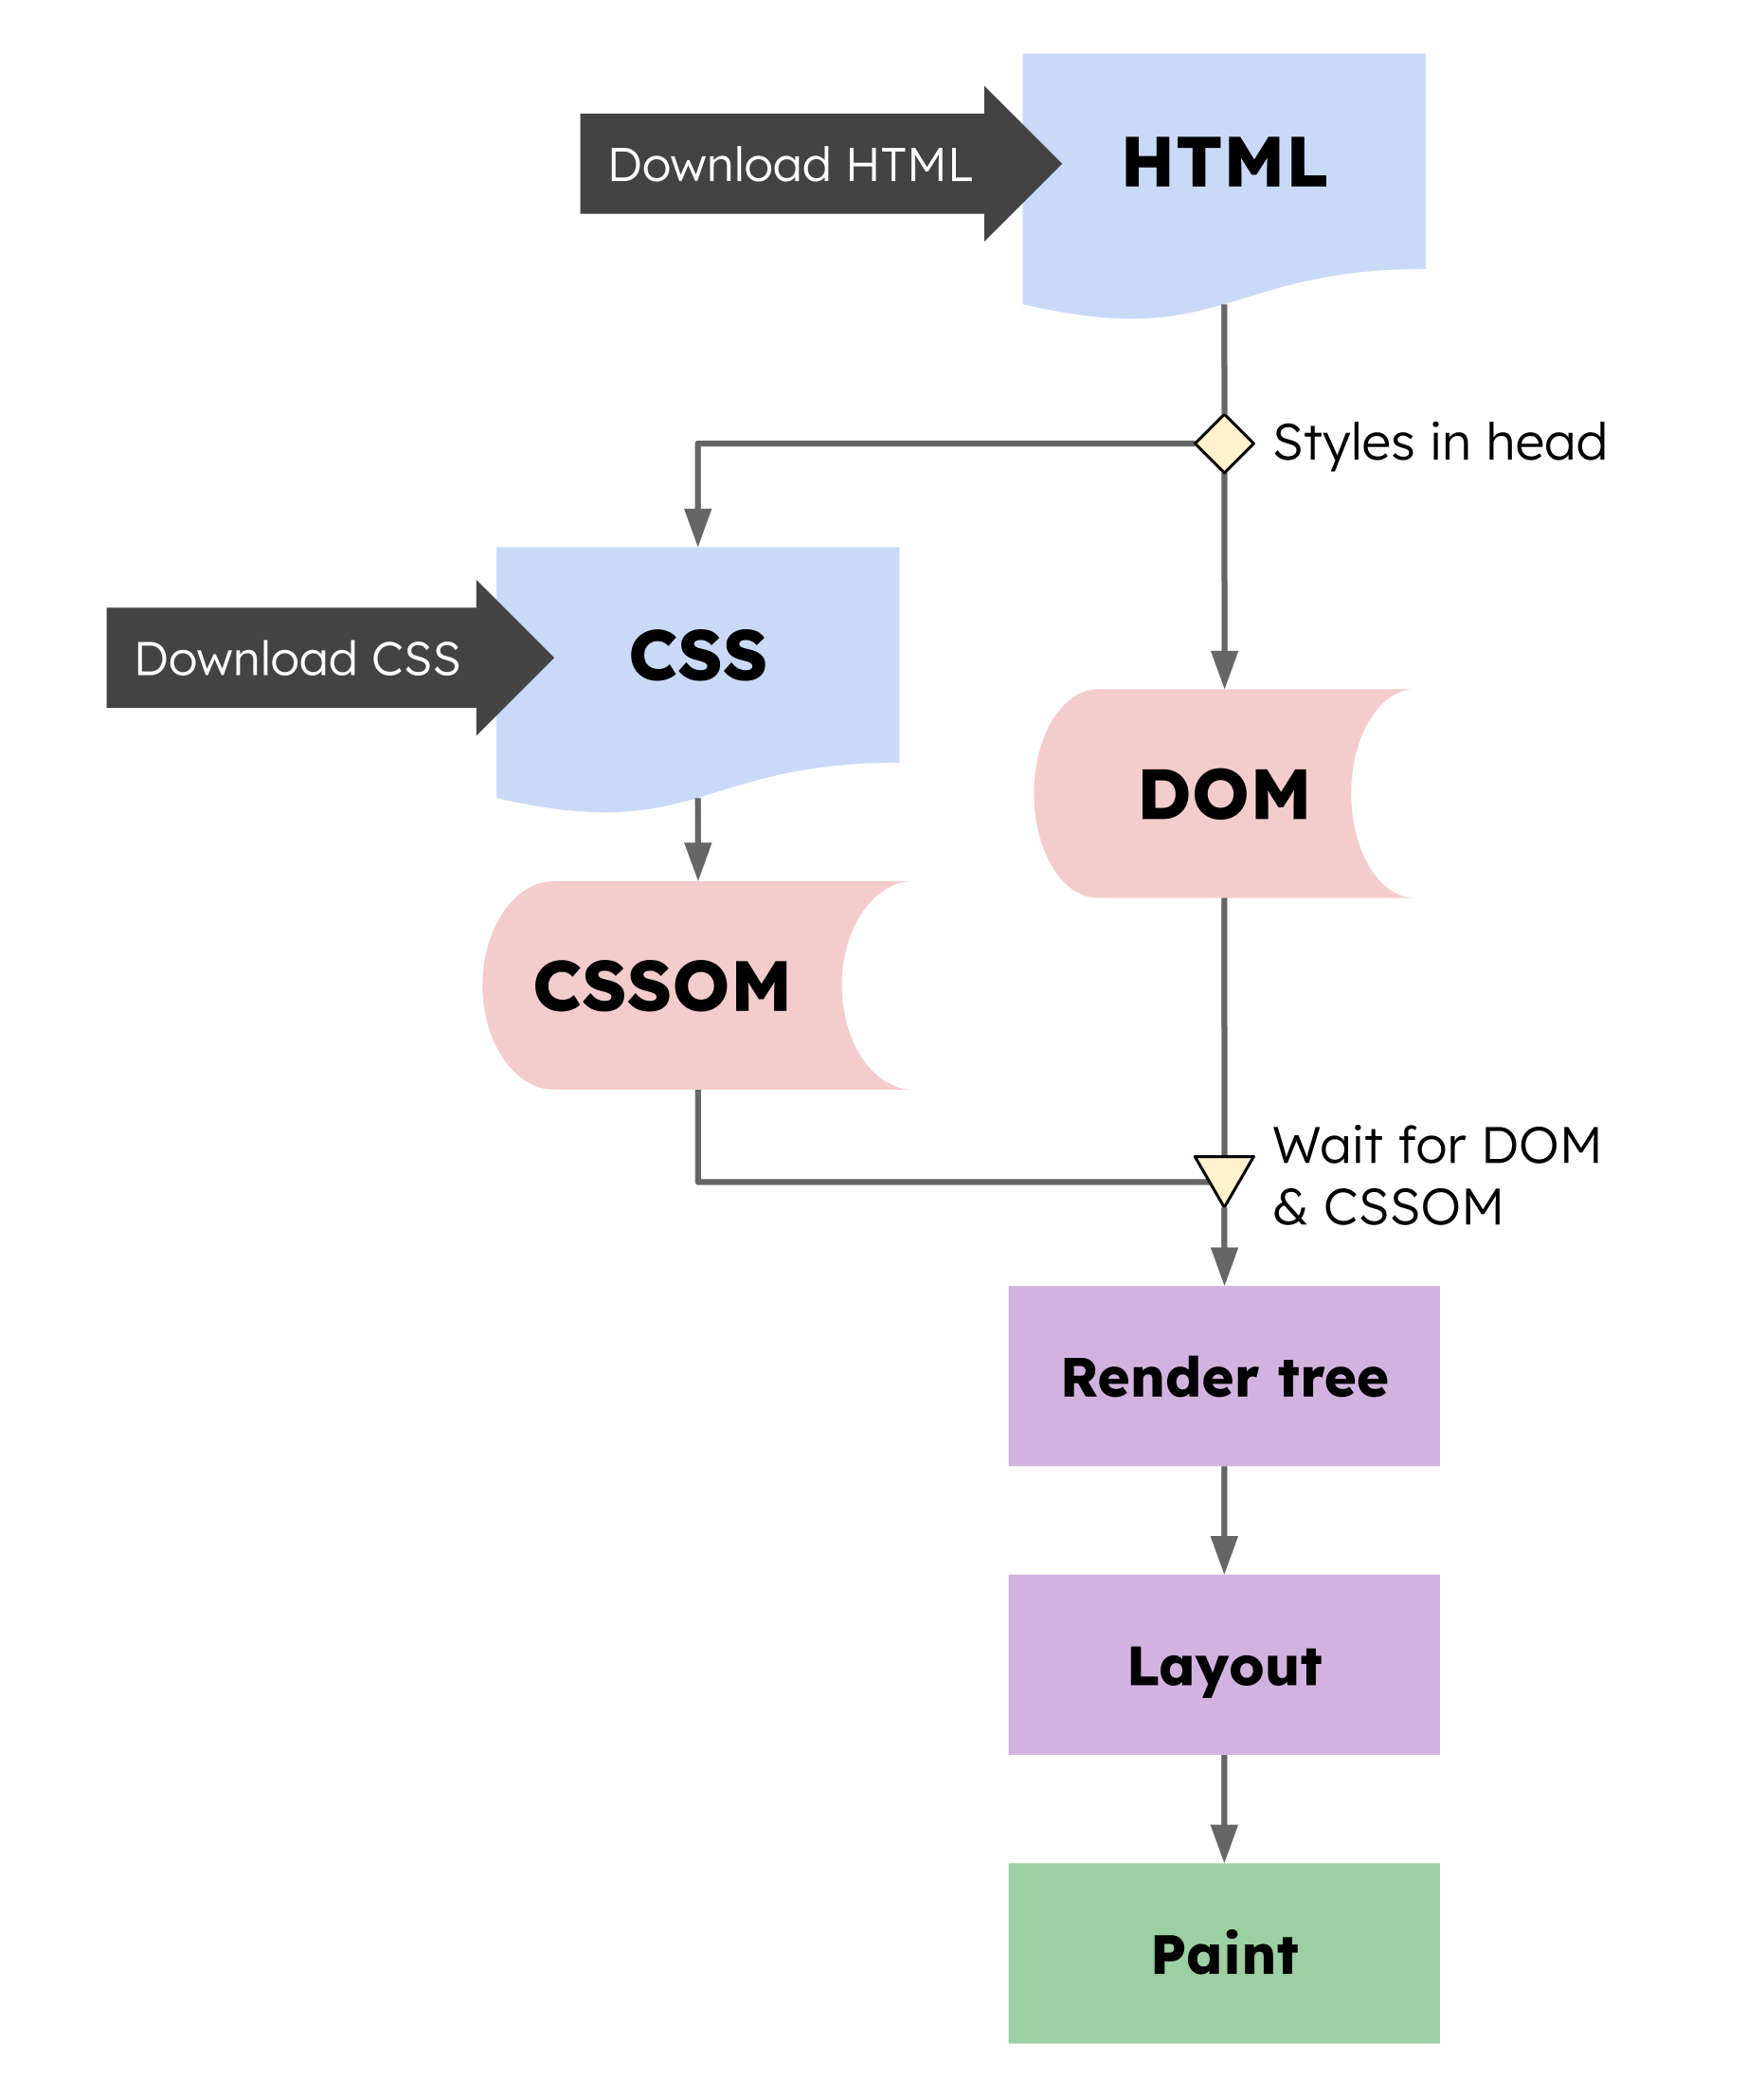 Download HTML
HTML
Styles in head
Download CSS
CSS
DOM
CSSOM
Wait for DOM
& CSSOM
Render tree
Layout
Paint